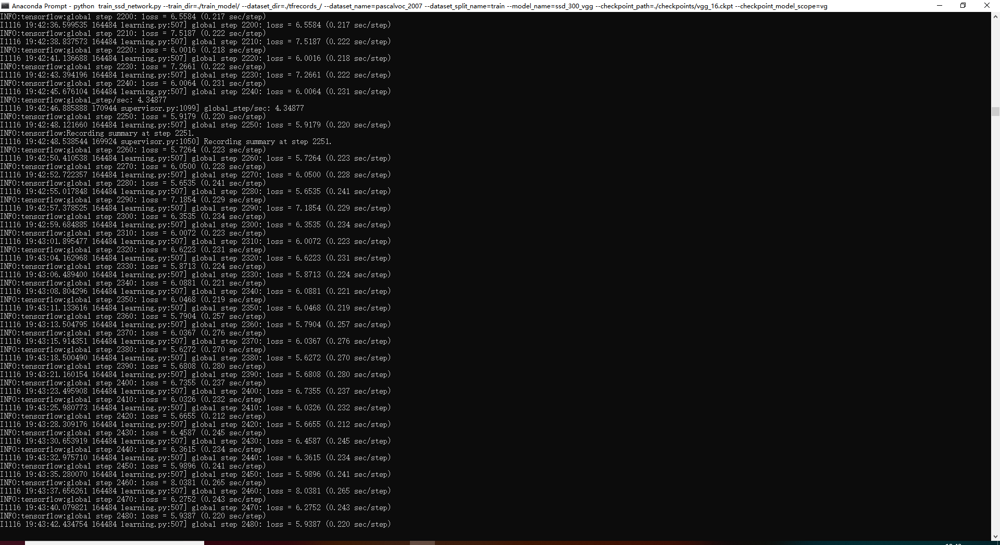 Anaconda Prompt - python  train_ssd_network.py --train_dir=./train_model/ --dataset_dir=./tfrecords_/ --dataset_name=pascalvoc_2007 --dataset_split_name=train --model_name=ssd_300_vgg --checkpoint_path=./checkpoints/vgg_16.ckpt --checkpoint_model_scope=vg
INFO:tensorflow:global step 2200: loss = 6.5584 (0.217 sec/step)
I1116 19:42:36.599535 164484 learning.py:507] global step 2200: loss = 6.5584 (0.217 sec/step)
INFO:tensorflow:global step 2210: loss = 7.5187 (0.222 sec/step)
I1116 19:42:38.837573 164484 learning.py:507] global step 2210: loss = 7.5187 (0.222 sec/step)
INFO:tensorflow:global step 2220: loss = 6.0016 (0.218 sec/step)
I1116 19:42:41.136688 164484 learning.py:507] global step 2220: loss = 6.0016 (0.218 sec/step)
INFO:tensorflow:global step 2230: loss = 7.2661 (0.222 sec/step)
I1116 19:42:43.394196 164484 learning.py:507] global step 2230: loss = 7.2661 (0.222 sec/step)
INFO:tensorflow:global step 2240: loss = 6.0064 (0.231 sec/step)
I1116 19:42:45.676104 164484 learning.py:507] global step 2240: loss = 6.0064 (0.231 sec/step)
INFO:tensorflow:global_step/sec: 4.34877
I1116 19:42:46.885888 170944 supervisor.py:1099] global_step/sec: 4.34877
INFO:tensorflow:global step 2250: loss = 5.9179 (0.220 sec/step)
I1116 19:42:48.121660 164484 learning.py:507] global step 2250: loss = 5.9179 (0.220 sec/step)
INFO:tensorflow:Recording summary at step 2251.
I1116 19:42:48.538544 169924 supervisor.py:1050] Recording summary at step 2251.
INFO:tensorflow:global step 2260: loss = 5.7264 (0.223 sec/step)
I1116 19:42:50.410538 164484 learning.py:507] global step 2260: loss = 5.7264 (0.223 sec/step)
INFO:tensorflow:global step 2270: loss = 6.0500 (0.228 sec/step)
I1116 19:42:52.722357 164484 learning.py:507] global step 2270: loss = 6.0500 (0.228 sec/step)
INFO:tensorflow:global step 2280: loss = 5.6535 (0.241 sec/step)
I1116 19:42:55.017848 164484 learning.py:507] global step 2280: loss = 5.6535 (0.241 sec/step)
INFO:tensorflow:global step 2290: loss = 7.1854 (0.229 sec/step)
I1116 19:42:57.378525 164484 learning.py:507] global step 2290: loss = 7.1854 (0.229 sec/step)
INFO:tensorflow:global step 2300: loss = 6.3535 (0.234 sec/step)
I1116 19:42:59.684885 164484 learning.py:507] global step 2300: loss = 6.3535 (0.234 sec/step)
INFO:tensorflow:global step 2310: loss = 6.0072 (0.223 sec/step)
I1116 19:43:01.895477 164484 learning.py:507] global step 2310: loss = 6.0072 (0.223 sec/step)
INFO:tensorflow:global step 2320: loss = 6.6223 (0.231 sec/step)
I1116 19:43:04.162968 164484 learning.py:507] global step 2320: loss = 6.6223 (0.231 sec/step)
INFO:tensorflow:global step 2330: loss = 5.8713 (0.224 sec/step)
I1116 19:43:06.489400 164484 learning.py:507] global step 2330: loss = 5.8713 (0.224 sec/step)
INFO:tensorflow:global step 2340: loss = 6.0881 (0.221 sec/step)
I1116 19:43:08.804296 164484 learning.py:507] global step 2340: loss = 6.0881 (0.221 sec/step)
INFO:tensorflow:global step 2350: loss = 6.0468 (0.219 sec/step)
I1116 19:43:11.133616 164484 learning.py:507] global step 2350: loss = 6.0468 (0.219 sec/step)
INFO:tensorflow:global step 2360: loss = 5.7904 (0.257 sec/step)
I1116 19:43:13.504795 164484 learning.py:507] global step 2360: loss = 5.7904 (0.257 sec/step)
INFO:tensorflow:global step 2370: loss = 6.0367 (0.276 sec/step)
I1116 19:43:15.914351 164484 learning.py:507] global step 2370: loss = 6.0367 (0.276 sec/step)
INFO:tensorflow:global step 2380: loss = 5.6272 (0.270 sec/step)
I1116 19:43:18.500490 164484 learning.py:507] global step 2380: loss = 5.6272 (0.270 sec/step)
INFO:tensorflow:global step 2390: loss = 5.6808 (0.280 sec/step)
I1116 19:43:21.160154 164484 learning.py:507] global step 2390: loss = 5.6808 (0.280 sec/step)
INFO:tensorflow:global step 2400: loss = 6.7355 (0.237 sec/step)
I1116 19:43:23.495908 164484 learning.py:507] global step 2400: loss = 6.7355 (0.237 sec/step)
INFO:tensorflow:global step 2410: loss = 6.0326 (0.232 sec/step)
I1116 19:43:25.980773 164484 learning.py:507] global step 2410: loss = 6.0326 (0.232 sec/step)
INFO:tensorflow:global step 2420: loss = 5.6655 (0.212 sec/step)
I1116 19:43:28.309176 164484 learning.py:507] global step 2420: loss = 5.6655 (0.212 sec/step)
INFO:tensorflow:global step 2430: loss = 6.4587 (0.245 sec/step)
I1116 19:43:30.653919 164484 learning.py:507] global step 2430: loss = 6.4587 (0.245 sec/step)
INFO:tensorflow:global step 2440: loss = 6.3615 (0.234 sec/step)
I1116 19:43:32.975710 164484 learning.py:507] global step 2440: loss = 6.3615 (0.234 sec/step)
INFO:tensorflow:global step 2450: loss = 5.9896 (0.241 sec/step)
I1116 19:43:35.280070 164484 learning.py:507] global step 2450: loss = 5.9896 (0.241 sec/step)
INFO:tensorflow:global step 2460: loss = 8.0381 (0.265 sec/step)
I1116 19:43:37.656261 164484 learning.py:507] global step 2460: loss = 8.0381 (0.265 sec/step)
INFO:tensorflow:global step 2470: loss = 6.2752 (0.243 sec/step)
I1116 19:43:40.079821 164484 learning.py:507] global step 2470: loss = 6.2752 (0.243 sec/step)
INFO:tensorflow:global step 2480: loss = 5.9387 (0.220 sec/step)
I1116 19:43:42.434754 164484 learning.py:507] global step 2480: loss = 5.9387 (0.220 sec/step)